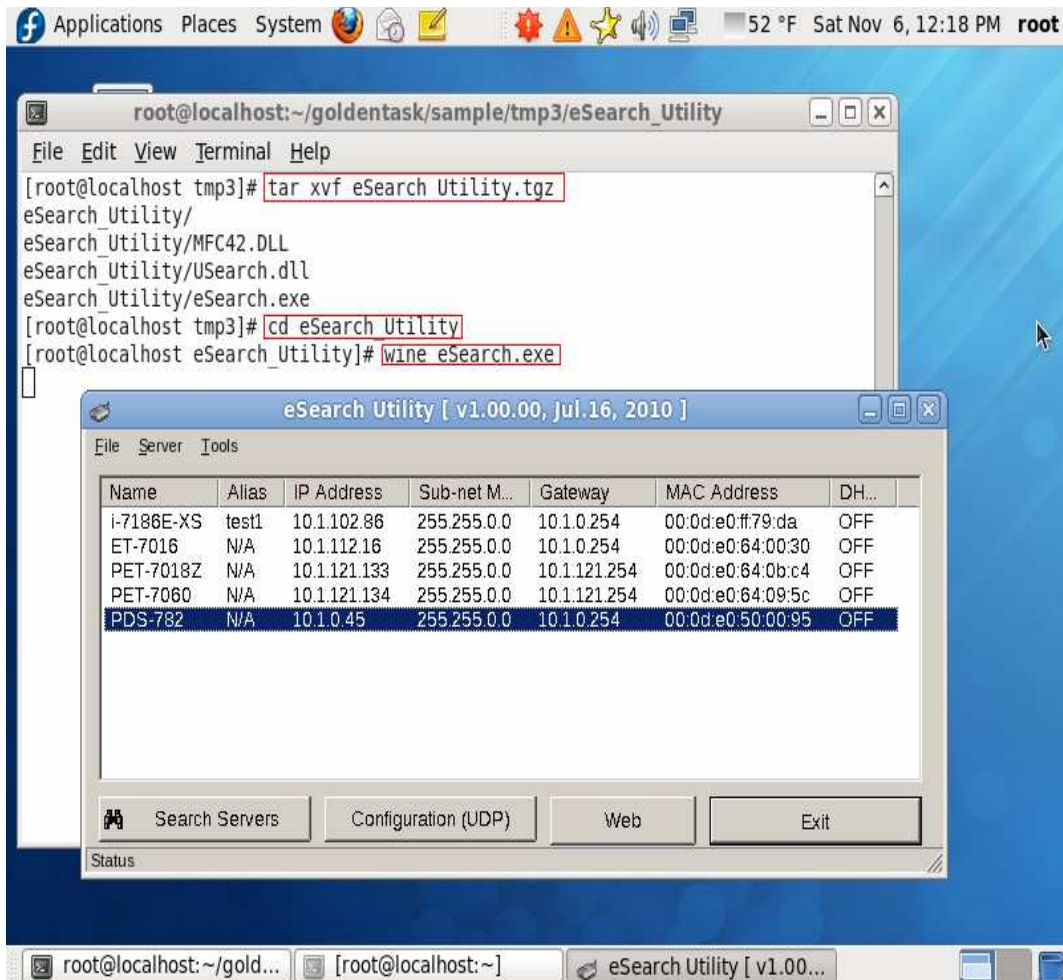 Applications Places System 52 °F Sat Nov 6, 12:18 PM root
root@localhost:~/goldentask/sample/tmp3/eSearch_Utility
File Edit View Terminal Help
[root@localhost tmp3]# tar xvf eSearch_Utility.tgz
eSearch_Utility/
eSearch_Utility/MFC42.DLL
eSearch_Utility/USearch.dll
eSearch_Utility/eSearch.exe
[root@localhost tmp3]# cd eSearch_Utility
[root@localhost eSearch_Utility]# wine eSearch.exe
eSearch Utility [ v1.00.00, Jul.16, 2010 ]
File Server Tools
Name Alias IP Address Sub-net M... Gateway MAC Address DH...
i-7186E-XS test1 10.1.102.86 255.255.0.0 10.1.0.254 00:0d:e0:ff:79:da OFF
ET-7016 N/A 10.1.112.16 255.255.0.0 10.1.0.254 00:0d:e0:64:00:30 OFF
PET-7018Z N/A 10.1.121.133 255.255.0.0 10.1.121.254 00:0d:e0:64:0b:c4 OFF
PET-7060 N/A 10.1.121.134 255.255.0.0 10.1.121.254 00:0d:e0:64:09:5c OFF
PDS-782 N/A 10.1.0.45 255.255.0.0 10.1.0.254 00:0d:e0:50:00:95 OFF
Search Servers Configuration (UDP) Web Exit
Status
root@localhost:~/gold... [root@localhost:~] eSearch Utility [ v1.00...